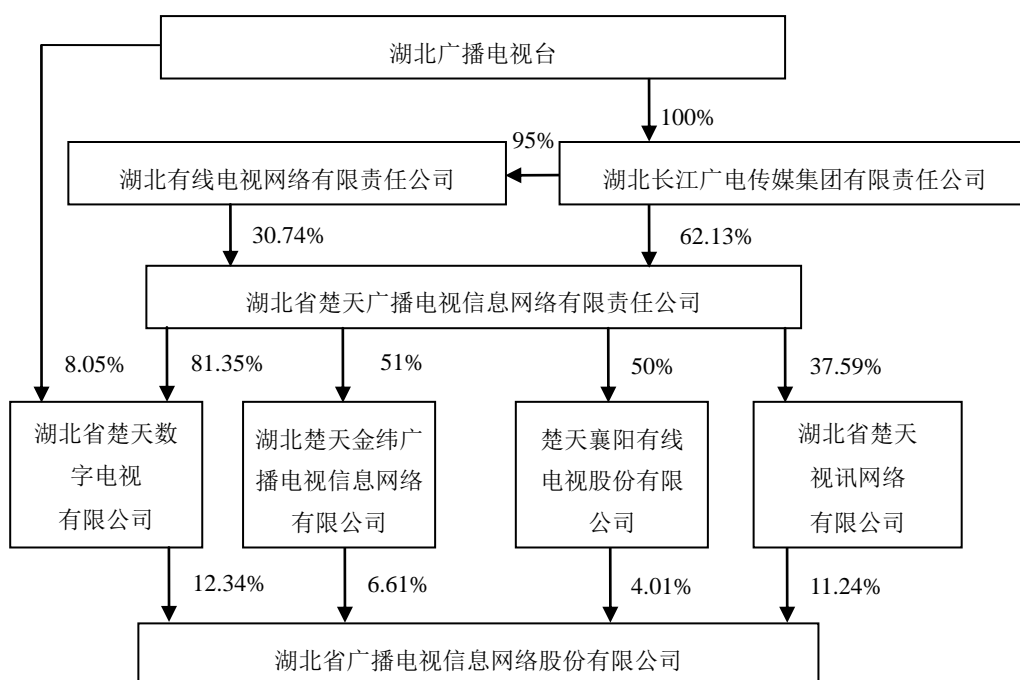 湖北广播电视台
100%
95%
湖北有线电视网络有限责任公司
湖北长江广电传媒集团有限责任公司
30.74%
62.13%
湖北省楚天广播电视信息网络有限责任公司
8.05%
81.35%
51%
50%
37.59%
湖北省楚天数
字电视
有限公司
湖北楚天金纬广
播电视信息网络
有限公司
楚天襄阳有线
电视股份有限
公司
湖北省楚天
视讯网络
有限公司
12.34%
6.61%
4.01%
11.24%
湖北省广播电视信息网络股份有限公司